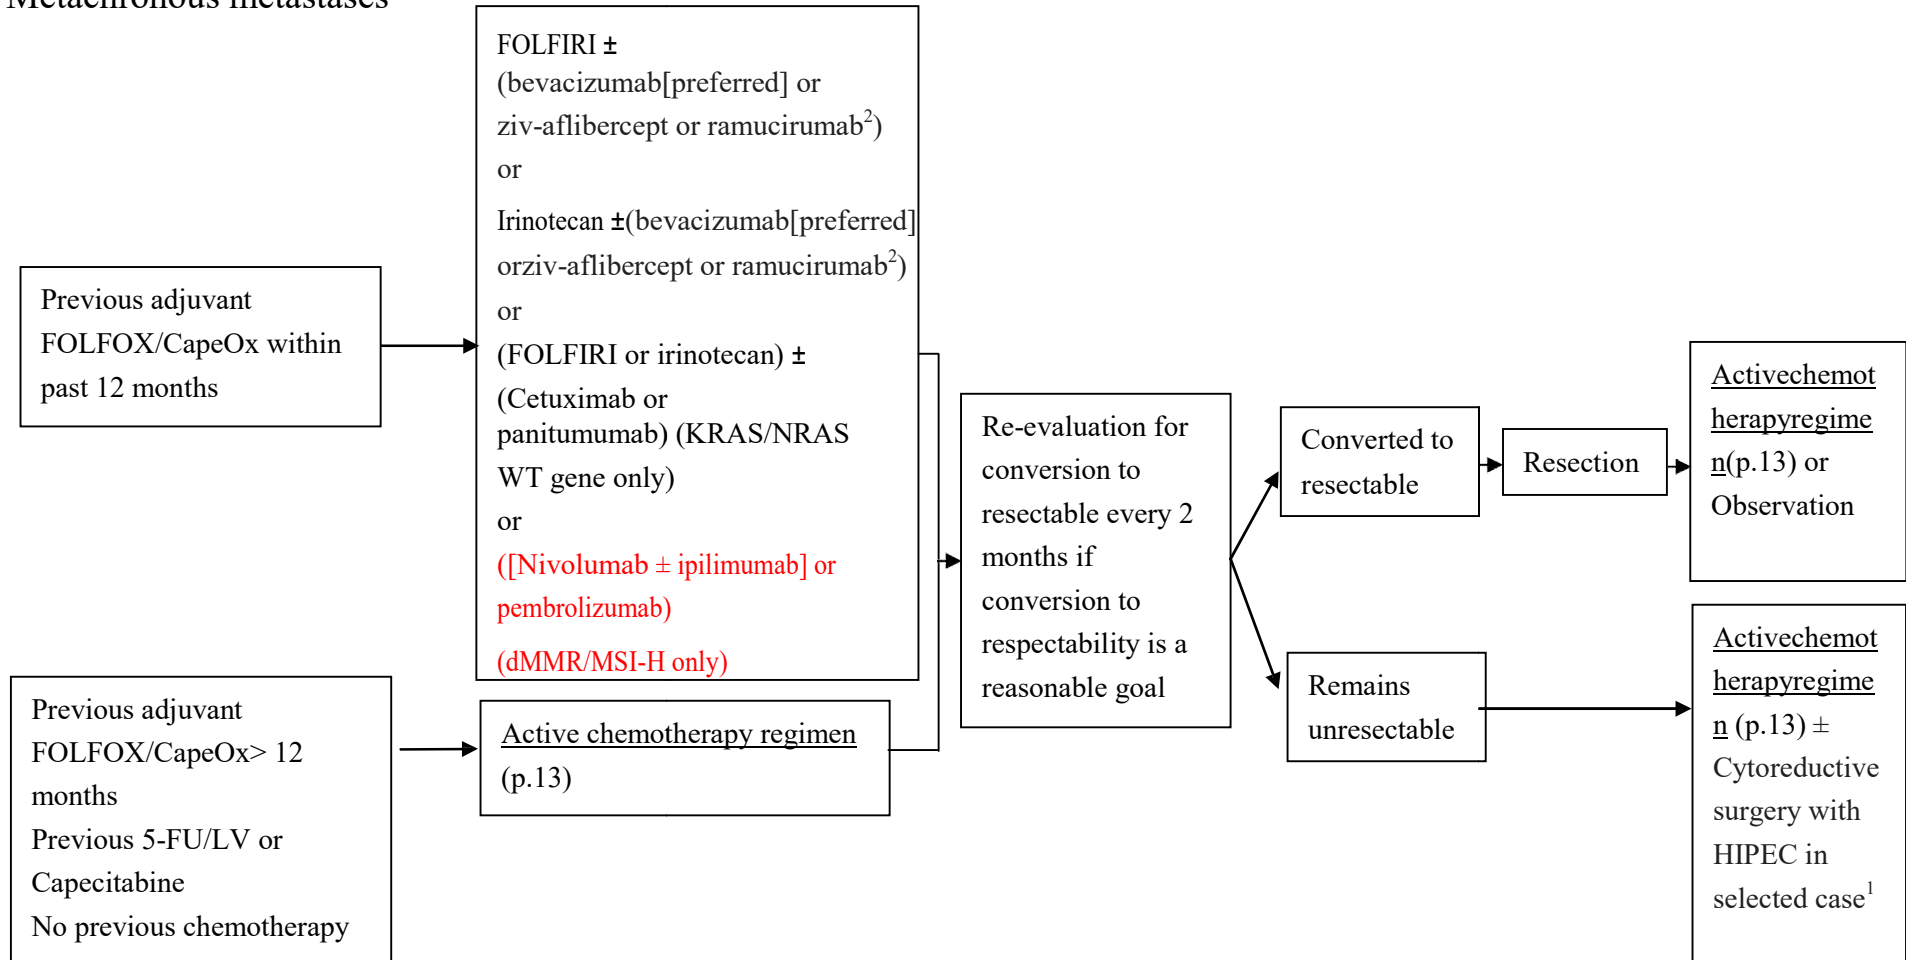 Metachronous metastases
FOLFIRI ±
(bevacizumab[preferred] or
ziv-aflibercept or ramucirumab²)
or
Irinotecan ±(bevacizumab[preferred]
orziv-aflibercept or ramucirumab²)
or
(FOLFIRI or irinotecan) ±
(Cetuximab or
panitumumab) (KRAS/NRAS
WT gene only)
or
([Nivolumab ± ipilimumab] or
pembrolizumab)
(dMMR/MSI-H only)
Previous adjuvant
FOLFOX/CapeOx within
past 12 months
Previous adjuvant
FOLFOX/CapeOx> 12
months
Previous 5-FU/LV or
Capecitabine
No previous chemotherapy
Active chemotherapy regimen
(p.13)
Re-evaluation for
conversion to
resectable every 2
months if
conversion to
respectability is a
reasonable goal
Converted to
resectable
Resection
Activechemot
herapyregime
n(p.13) or
Observation
Remains
unresectable
Activechemot
herapyregime
n (p.13) ±
Cytoreductive
surgery with
HIPEC in
selected case¹